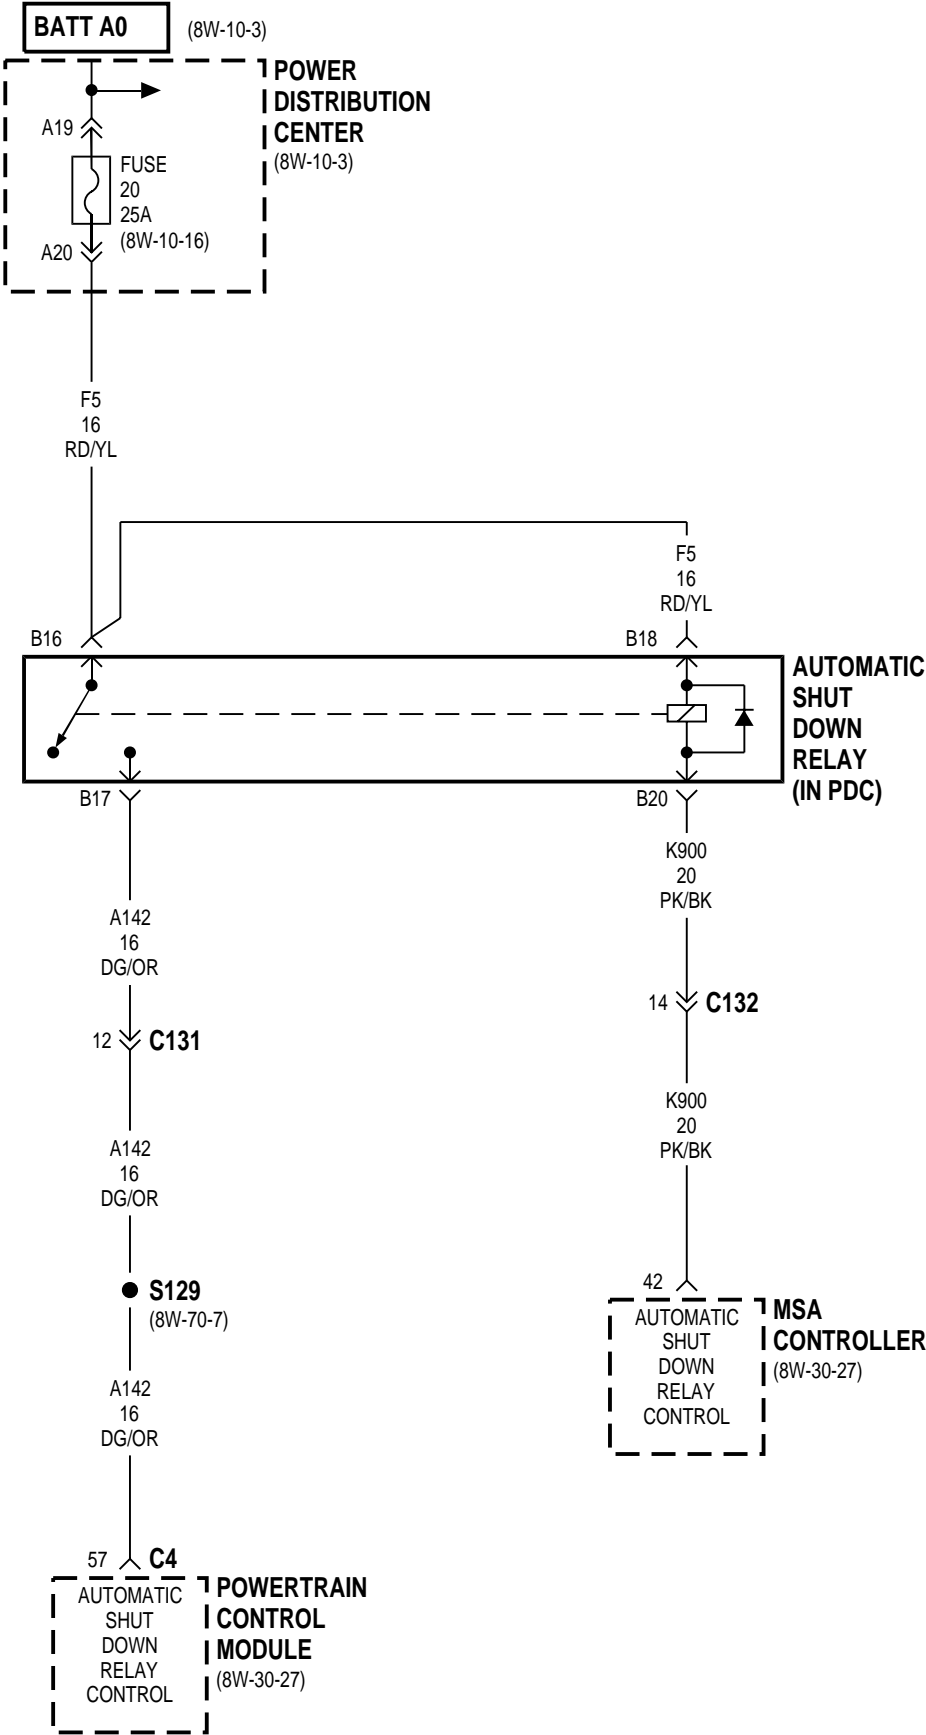 BATT A0
(8W-10-3)
POWER
DISTRIBUTION
CENTER
(8W-10-3)
A19
FUSE
20
25A
(8W-10-16)
A20
F5
16
RD/YL
F5
16
RD/YL
B16
B18
AUTOMATIC
SHUT
DOWN
RELAY
(IN PDC)
B17
B20
K900
20
PK/BK
A142
16
DG/OR
14
C132
12
C131
K900
20
PK/BK
A142
16
DG/OR
S129
(8W-70-7)
42
AUTOMATIC
SHUT
DOWN
RELAY
CONTROL
MSA
CONTROLLER
(8W-30-27)
A142
16
DG/OR
57
C4
AUTOMATIC
SHUT
DOWN
RELAY
CONTROL
POWERTRAIN
CONTROL
MODULE
(8W-30-27)